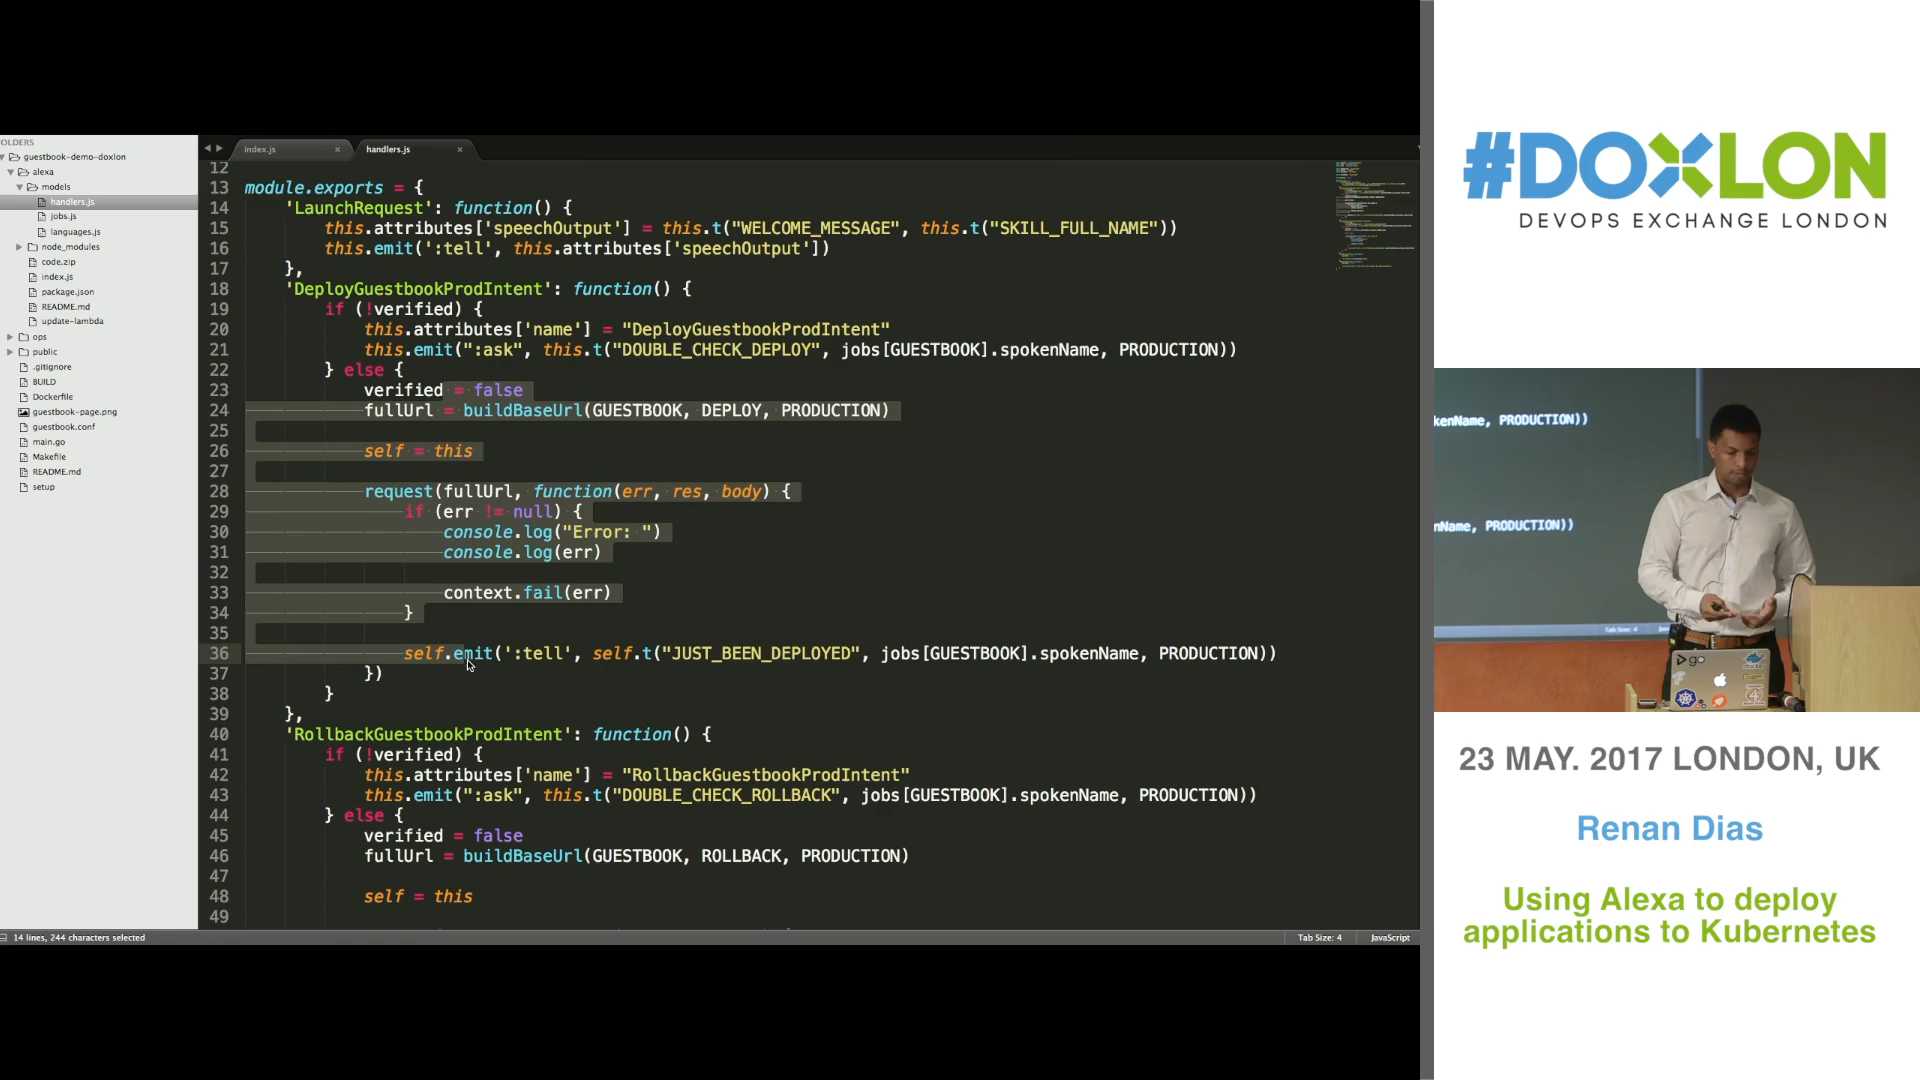 OLDERS
guestbook-demo-doxlon
alexa
models
handlers.js
jobs.js
languages.js
node_modules
code.zip
index.js
package.json
README.md
update-lambda
ops
public
.gitignore
BUILD
Dockerfile
guestbook-page.png
guestbook.conf
main.go
Makefile
README.md
setup
index.js
handlers.js
12
13 module.exports = {
14 'LaunchRequest': function() {
15 this.attributes['speechOutput'] = this.t("WELCOME_MESSAGE", this.t("SKILL_FULL_NAME"))
16 this.emit(':tell', this.attributes['speechOutput'])
17 },
18 'DeployGuestbookProdIntent': function() {
19 if (!verified) {
20 this.attributes['name'] = "DeployGuestbookProdIntent"
21 this.emit(":ask", this.t("DOUBLE_CHECK_DEPLOY", jobs[GUESTBOOK].spokenName, PRODUCTION))
22 } else {
23 verified = false
24 fullUrl = buildBaseUrl(GUESTBOOK, DEPLOY, PRODUCTION)
25
26 self = this
27
28 request(fullUrl, function(err, res, body) {
29 if (err != null) {
30 console.log("Error: ")
31 console.log(err)
32
33 context.fail(err)
34 }
35
36 self.emit(':tell', self.t("JUST_BEEN_DEPLOYED", jobs[GUESTBOOK].spokenName, PRODUCTION))
37 })
38 }
39 },
40 'RollbackGuestbookProdIntent': function() {
41 if (!verified) {
42 this.attributes['name'] = "RollbackGuestbookProdIntent"
43 this.emit(":ask", this.t("DOUBLE_CHECK_ROLLBACK", jobs[GUESTBOOK].spokenName, PRODUCTION))
44 } else {
45 verified = false
46 fullUrl = buildBaseUrl(GUESTBOOK, ROLLBACK, PRODUCTION)
47
48 self = this
49
14 lines, 244 characters selected
Tab Size: 4
JavaScript
#DOXLON
DEVOPS EXCHANGE LONDON
kenName, PRODUCTION))
nName, PRODUCTION))
Tab Size: 4
go
23 MAY. 2017 LONDON, UK
Renan Dias
Using Alexa to deploy
applications to Kubernetes